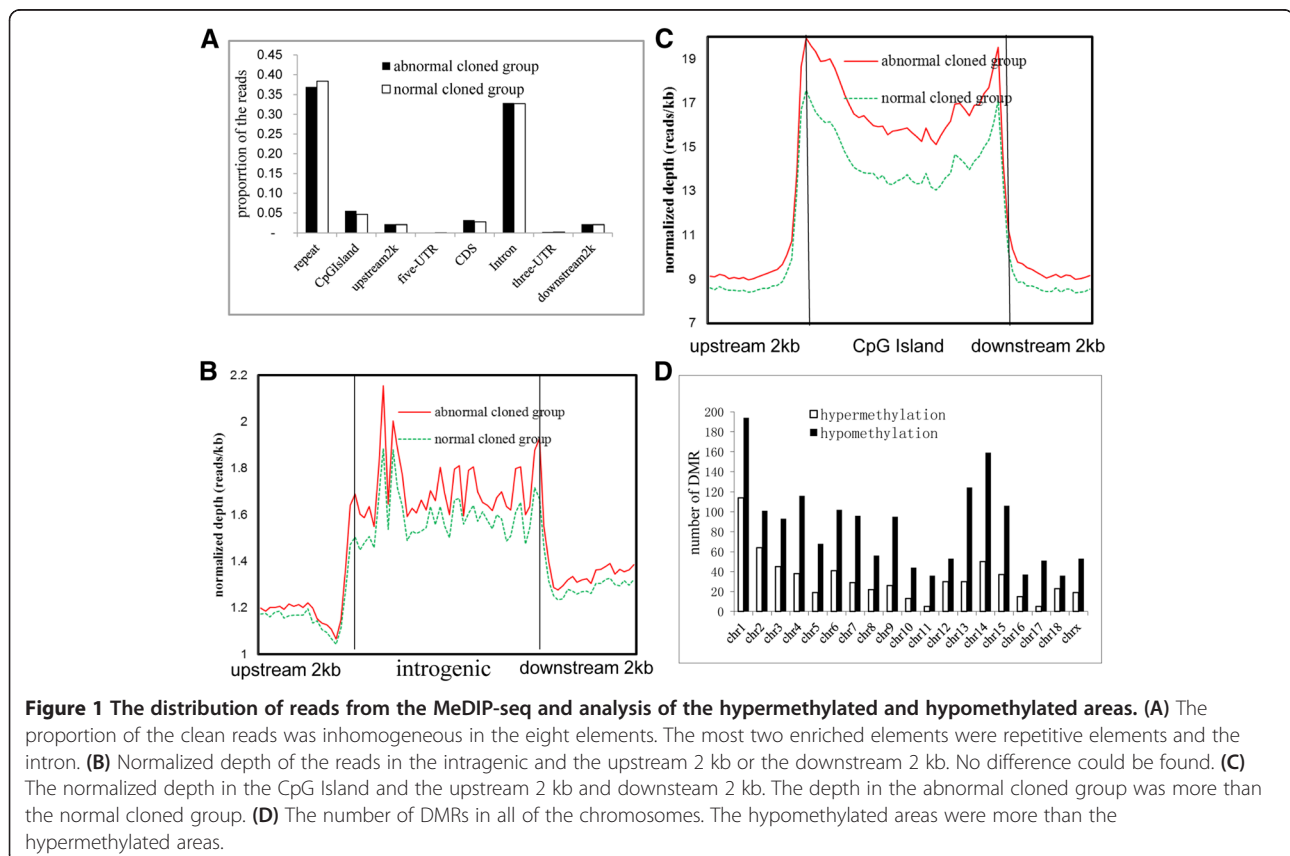 A
proportion of the reads
0.45
0.40
0.35
0.30
0.25
0.20
0.15
0.10
0.05
-
abnormal cloned group
normal cloned group
repeat
CpGIsland
upstream2k
five-UTR
CDS
Intron
three-UTR
downstream2k
B
normalized depth (reads/kb)
2.2
2
1.8
1.6
1.4
1.2
1
abnormal cloned group
normal cloned group
upstream 2kb
introgenic
downstream 2kb
C
normalized depth (reads/kb)
19
17
15
13
11
9
7
abnormal cloned group
normal cloned group
upstream 2kb
CpG Island
downstream 2kb
D
number of DMR
200
180
160
140
120
100
80
60
40
20
0
hypermethylation
hypomethylation
chr1
chr2
chr3
chr4
chr5
chr6
chr7
chr8
chr9
chr10
chr11
chr12
chr13
chr14
chr15
chr16
chr17
chr18
chrx
Figure 1 The distribution of reads from the MeDIP-seq and analysis of the hypermethylated and hypomethylated areas. (A) The
proportion of the clean reads was inhomogeneous in the eight elements. The most two enriched elements were repetitive elements and the
intron. (B) Normalized depth of the reads in the intragenic and the upstream 2 kb or the downstream 2 kb. No difference could be found. (C)
The normalized depth in the CpG Island and the upstream 2 kb and downsteam 2 kb. The depth in the abnormal cloned group was more than
the normal cloned group. (D) The number of DMRs in all of the chromosomes. The hypomethylated areas were more than the
hypermethylated areas.